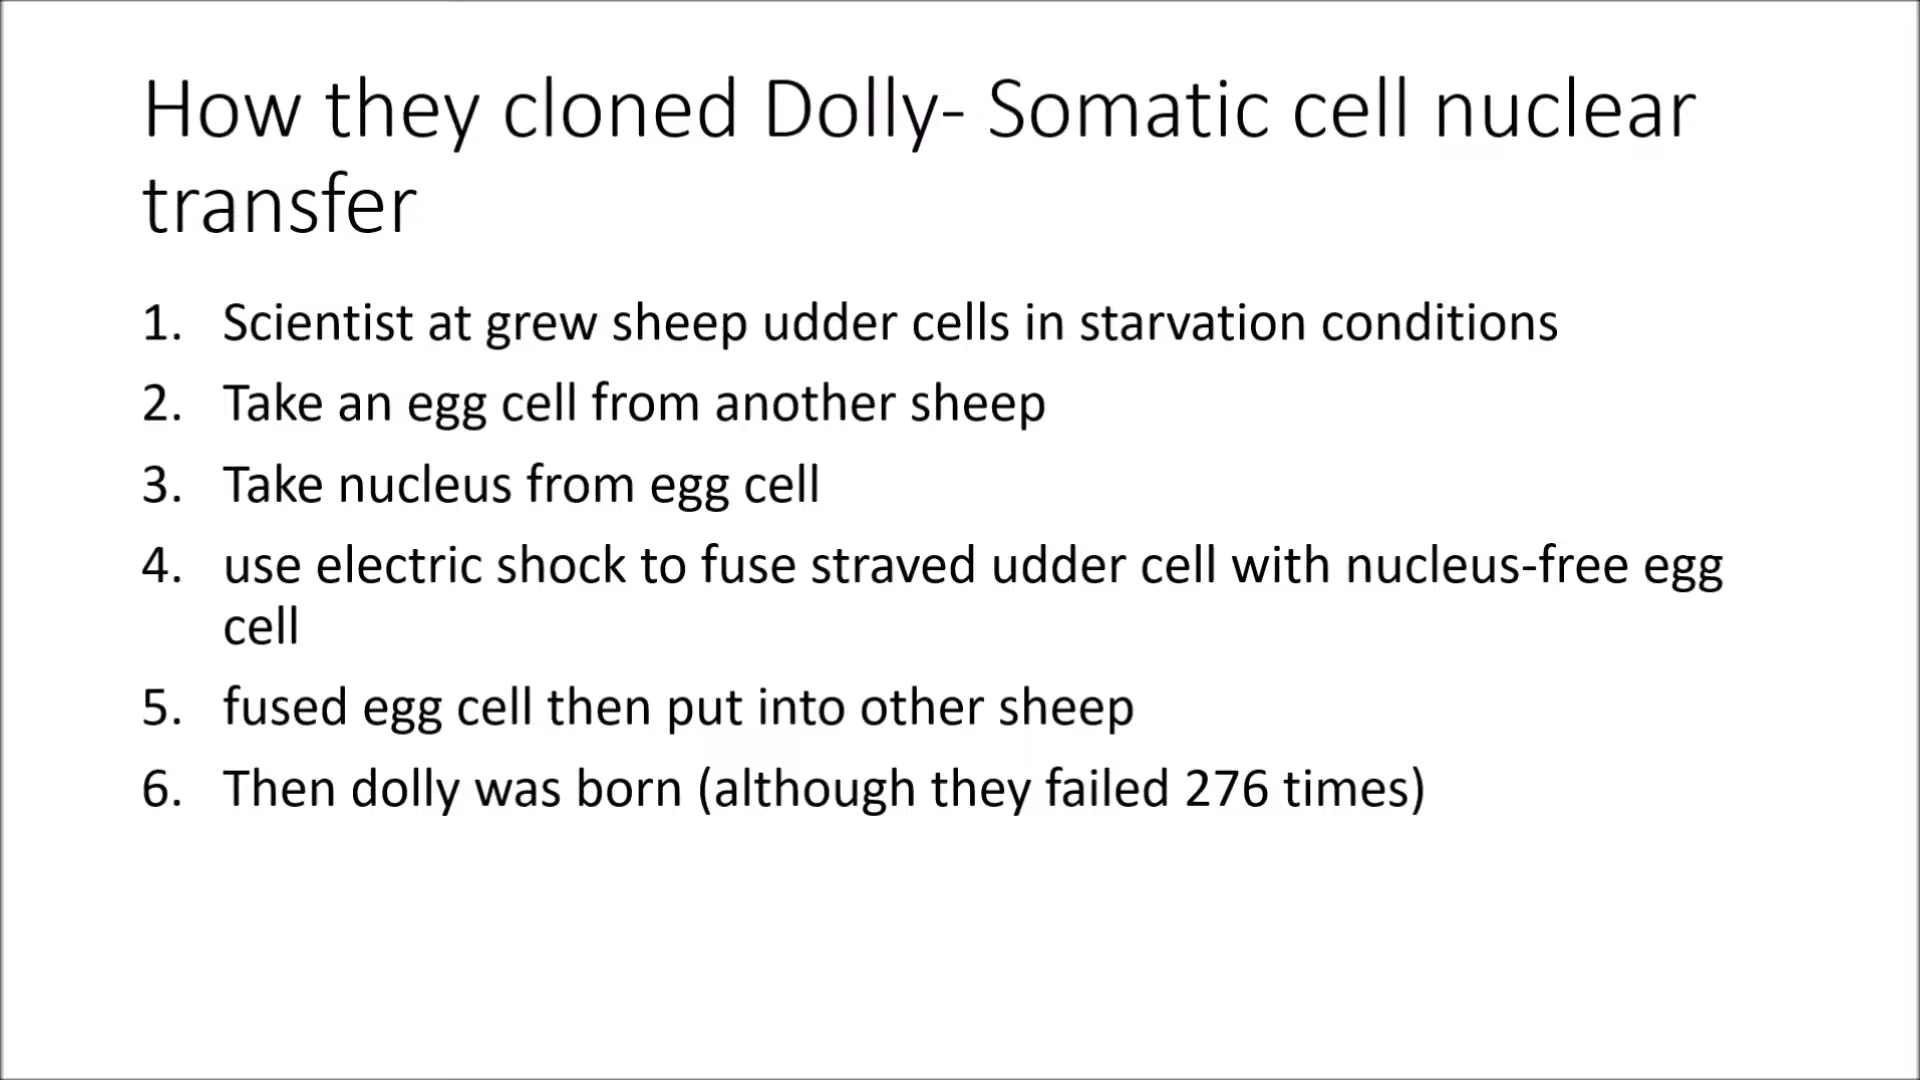 How they cloned Dolly- Somatic cell nuclear
transfer
1. Scientist at grew sheep udder cells in starvation conditions
2. Take an egg cell from another sheep
3. Take nucleus from egg cell
4. use electric shock to fuse straved udder cell with nucleus-free egg
cell
5. fused egg cell then put into other sheep
6. Then dolly was born (although they failed 276 times)